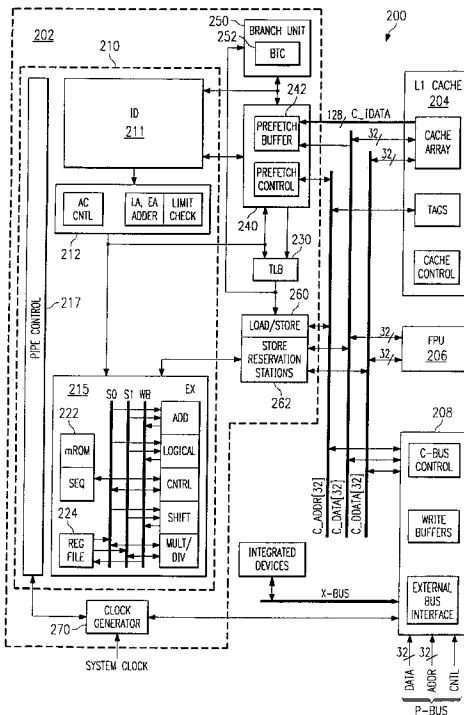 200
202
210
250
252
BRANCH UNIT
BTC
ID
211
242
PREFETCH
BUFFER
PREFETCH
CONTROL
240
128
C_IDATA
32
32
L1 CACHE
204
CACHE
ARRAY
TAGS
CACHE
CONTROL
AC
CNTL
LA, EA
ADDER
LIMIT
CHECK
212
230
TLB
260
LOAD/STORE
STORE
RESERVATION
STATIONS
262
32
32
FPU
206
PIPE CONTROL
217
215
S0
S1
WB
EX
222
mROM
SEQ
224
REG
FILE
ADD
LOGICAL
CNTRL
SHIFT
MULT/
DIV
C_ADDR[32]
C_DATA[32]
C_ODATA[32]
208
C-BUS
CONTROL
WRITE
BUFFERS
EXTERNAL
BUS
INTERFACE
INTEGRATED
DEVICES
X-BUS
CLOCK
GENERATOR
270
SYSTEM CLOCK
32
32
DATA
ADDR
CNTL
P-BUS